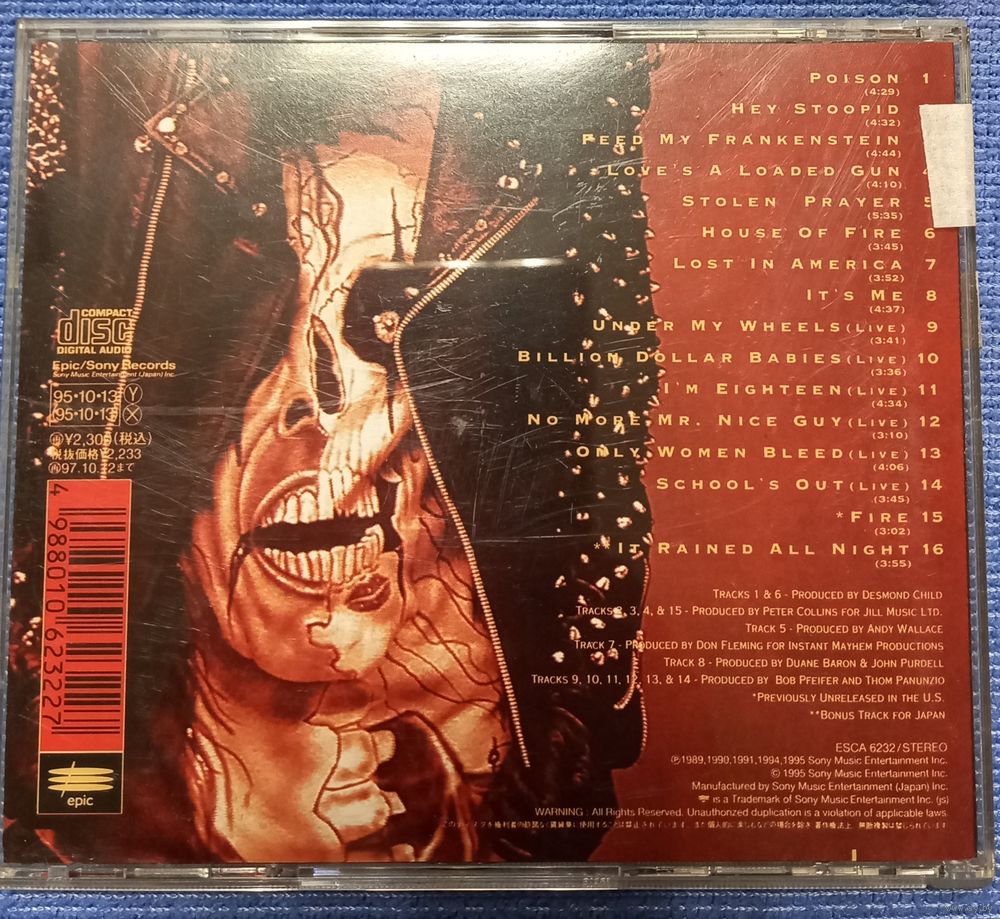 POISON 1
(4:29)
HEY STOOPID
(4:32)
FEED MY FRANKENSTEIN
(4:44)
LOVE'S A LOADED GUN 4
(4:10)
STOLEN PRAYER 5
(5:35)
HOUSE OF FIRE 6
(3:45)
LOST IN AMERICA 7
(3:52)
IT'S ME 8
(4:37)
UNDER MY WHEELS (LIVE) 9
(3:41)
BILLION DOLLAR BABIES (LIVE) 10
(3:36)
I'M EIGHTEEN (LIVE) 11
(4:34)
NO MORE MR. NICE GUY (LIVE) 12
(3:10)
ONLY WOMEN BLEED (LIVE) 13
(4:06)
SCHOOL'S OUT (LIVE) 14
(3:45)
*FIRE 15
(3:02)
**IT RAINED ALL NIGHT 16
(3:55)
TRACKS 1 & 6 - PRODUCED BY DESMOND CHILD
TRACKS 2, 3, 4, & 15 - PRODUCED BY PETER COLLINS FOR JILL MUSIC LTD.
TRACK 5 - PRODUCED BY ANDY WALLACE
TRACK 7 - PRODUCED BY DON FLEMING FOR INSTANT MAYHEM PRODUCTIONS
TRACK 8 - PRODUCED BY DUANE BARON & JOHN PURDELL
TRACKS 9, 10, 11, 12, 13, & 14 - PRODUCED BY BOB PFEIFER AND THOM PANUNZIO
*PREVIOUSLY UNRELEASED IN THE U.S.
**BONUS TRACK FOR JAPAN
ESCA 6232/STEREO
Ⓟ1989,1990,1991,1994,1995 Sony Music Entertainment Inc.
© 1995 Sony Music Entertainment Inc.
Manufactured by Sony Music Entertainment (Japan) Inc.
is a Trademark of Sony Music Entertainment Inc. (js)
WARNING : All Rights Reserved. Unauthorized duplication is a violation of applicable laws.
COMPACT
disc
DIGITAL AUDIO
Epic/Sony Records
Sony Music Entertainment (Japan) Inc.
95・10・13 Ⓨ
(95・10・13) Ⓧ
¥2,300(税込)
税抜価格¥2,233
97.10.12まで
4 988010 623227
epic